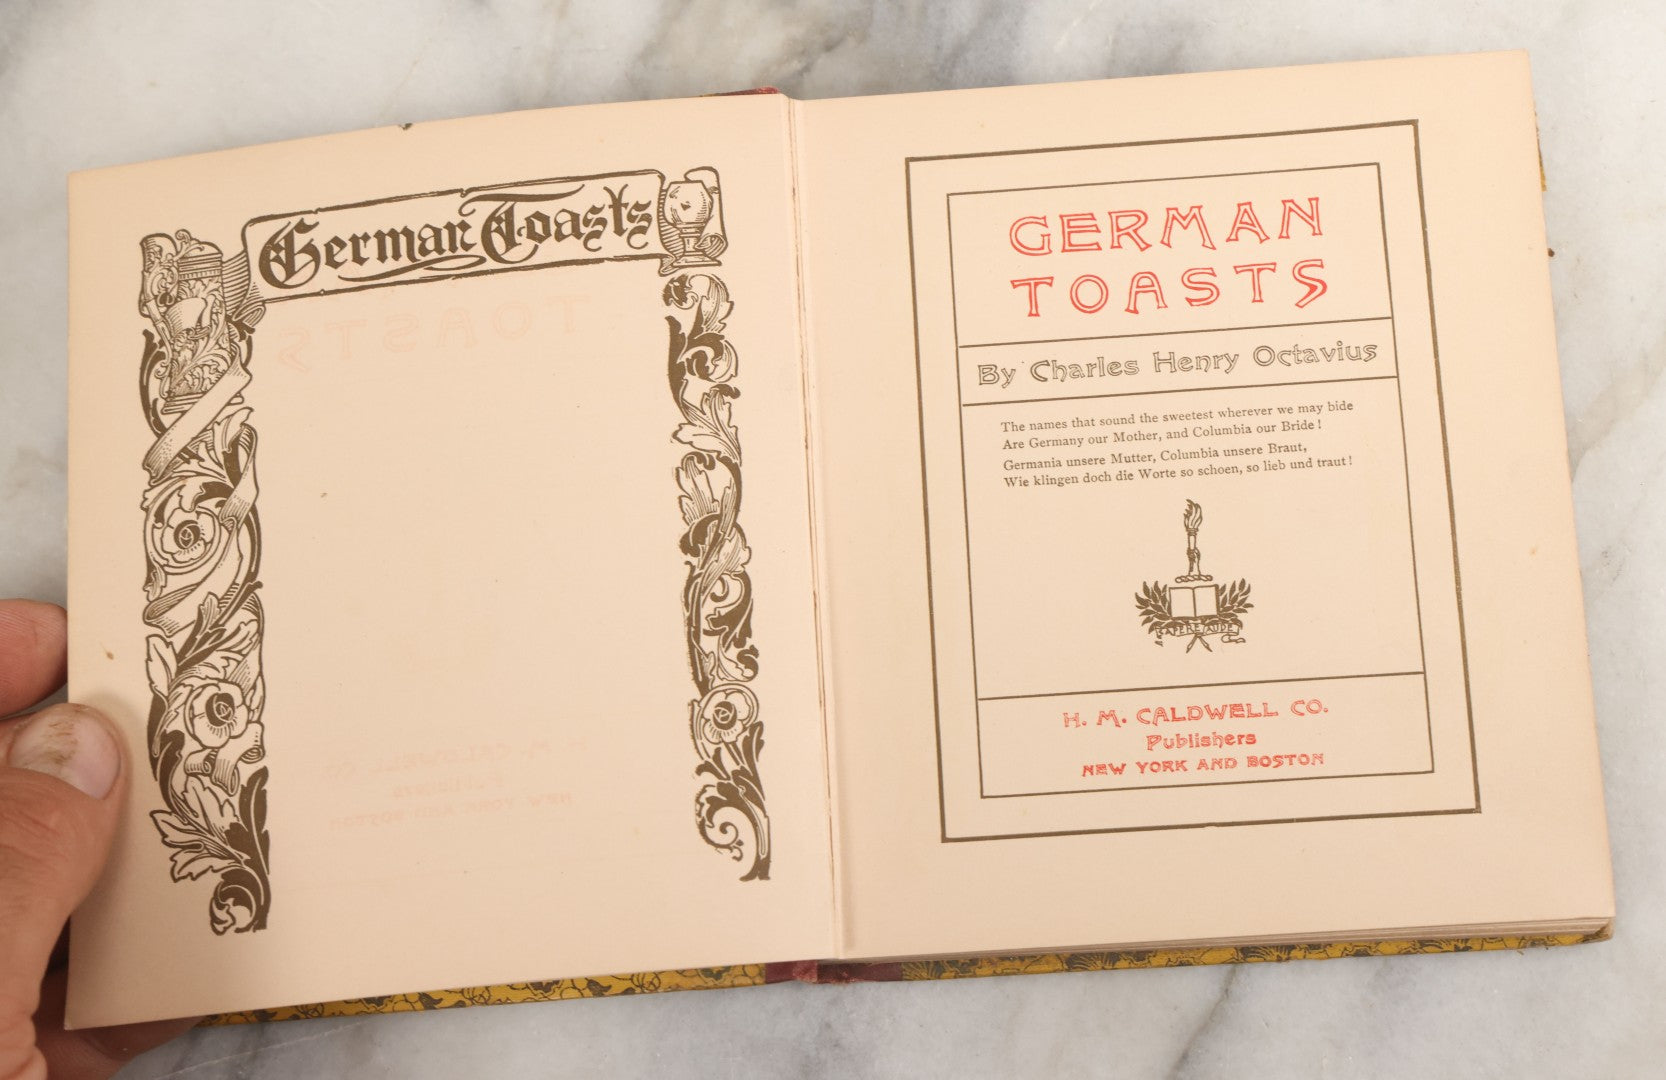 German Toasts
GERMAN
TOASTS
By Charles Henry Octavius
The names that sound the sweetest wherever we may bide
Are Germany our Mother, and Columbia our Bride!
Germania unsere Mutter, Columbia unsere Braut,
Wie klingen doch die Worte so schoen, so lieb und traut!
SAPERE AUDE
H. M. CALDWELL CO.
Publishers
NEW YORK AND BOSTON